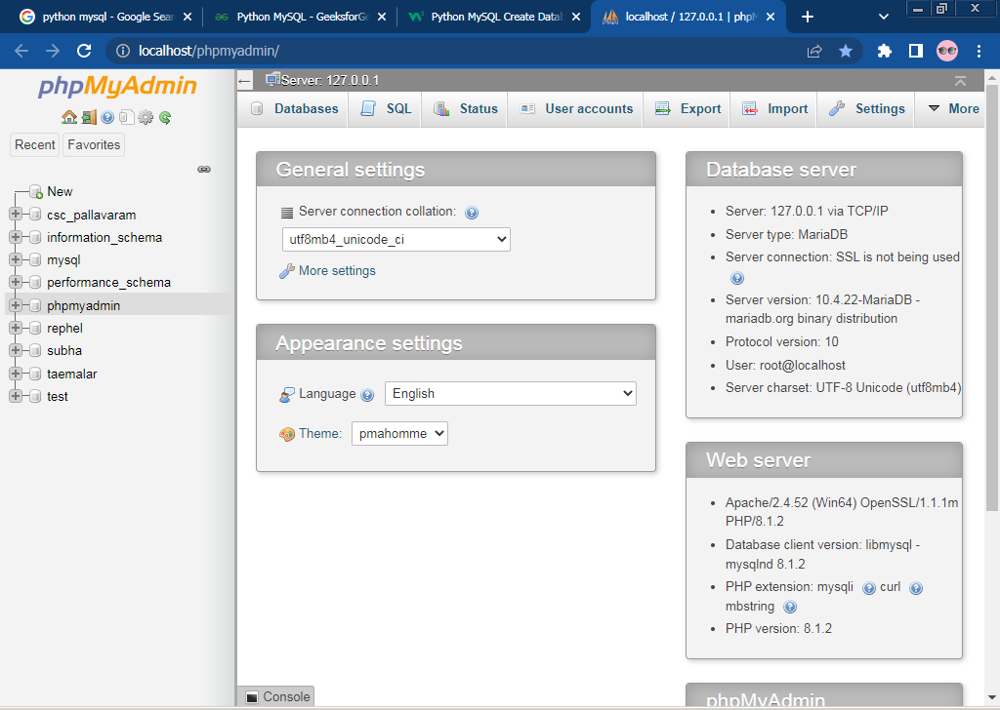 python mysql - Google Sear
Python MySQL - GeeksforGe
Python MySQL Create Datab
localhost / 127.0.0.1 | phpM
localhost/phpmyadmin/
phpMyAdmin
Recent
Favorites
New
csc_pallavaram
information_schema
mysql
performance_schema
phpmyadmin
rephel
subha
taemalar
test
Server: 127.0.0.1
Databases
SQL
Status
User accounts
Export
Import
Settings
More
General settings
Server connection collation:
utf8mb4_unicode_ci
More settings
Appearance settings
Language
English
Theme:
pmahomme
Database server
Server: 127.0.0.1 via TCP/IP
Server type: MariaDB
Server connection: SSL is not being used
Server version: 10.4.22-MariaDB -
mariadb.org binary distribution
Protocol version: 10
User: root@localhost
Server charset: UTF-8 Unicode (utf8mb4)
Web server
Apache/2.4.52 (Win64) OpenSSL/1.1.1m
PHP/8.1.2
Database client version: libmysql -
mysqlnd 8.1.2
PHP extension: mysqli curl
mbstring
PHP version: 8.1.2
phpMyAdmin
Console